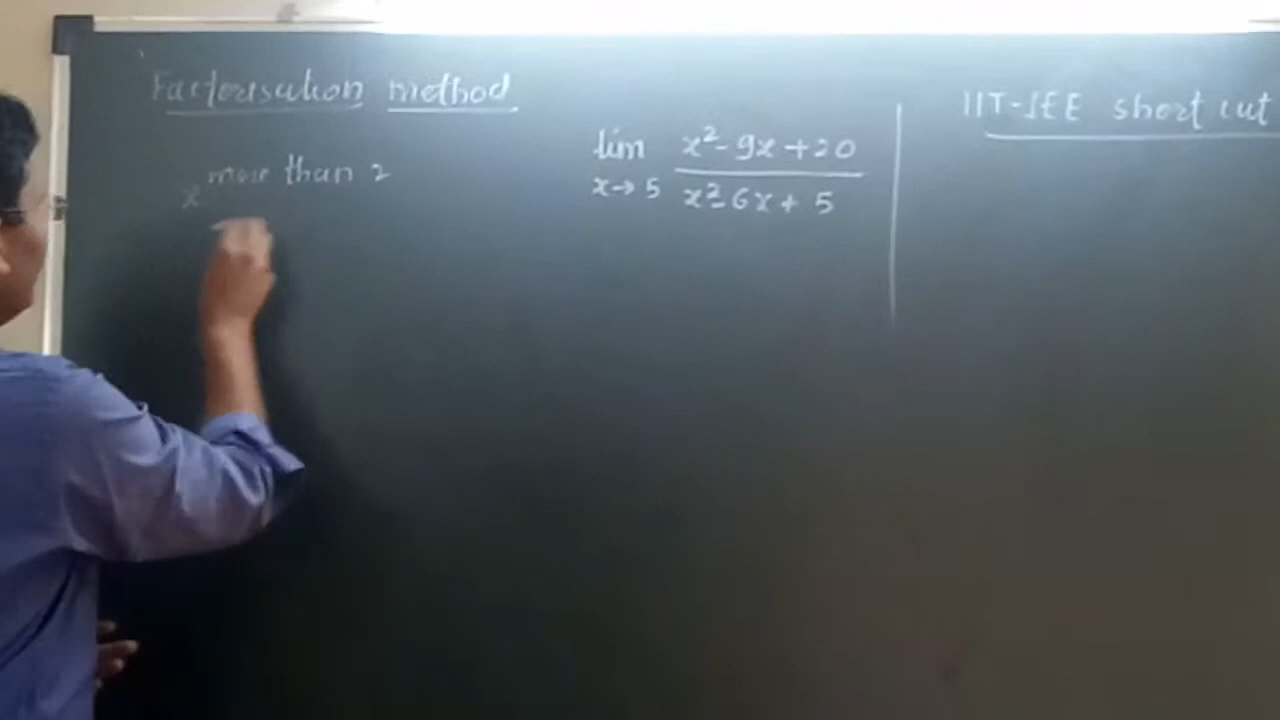 Factorisation method
x more than 2
lim x²-9x+20
x→5 x²-6x+5
IIT-JEE short cut